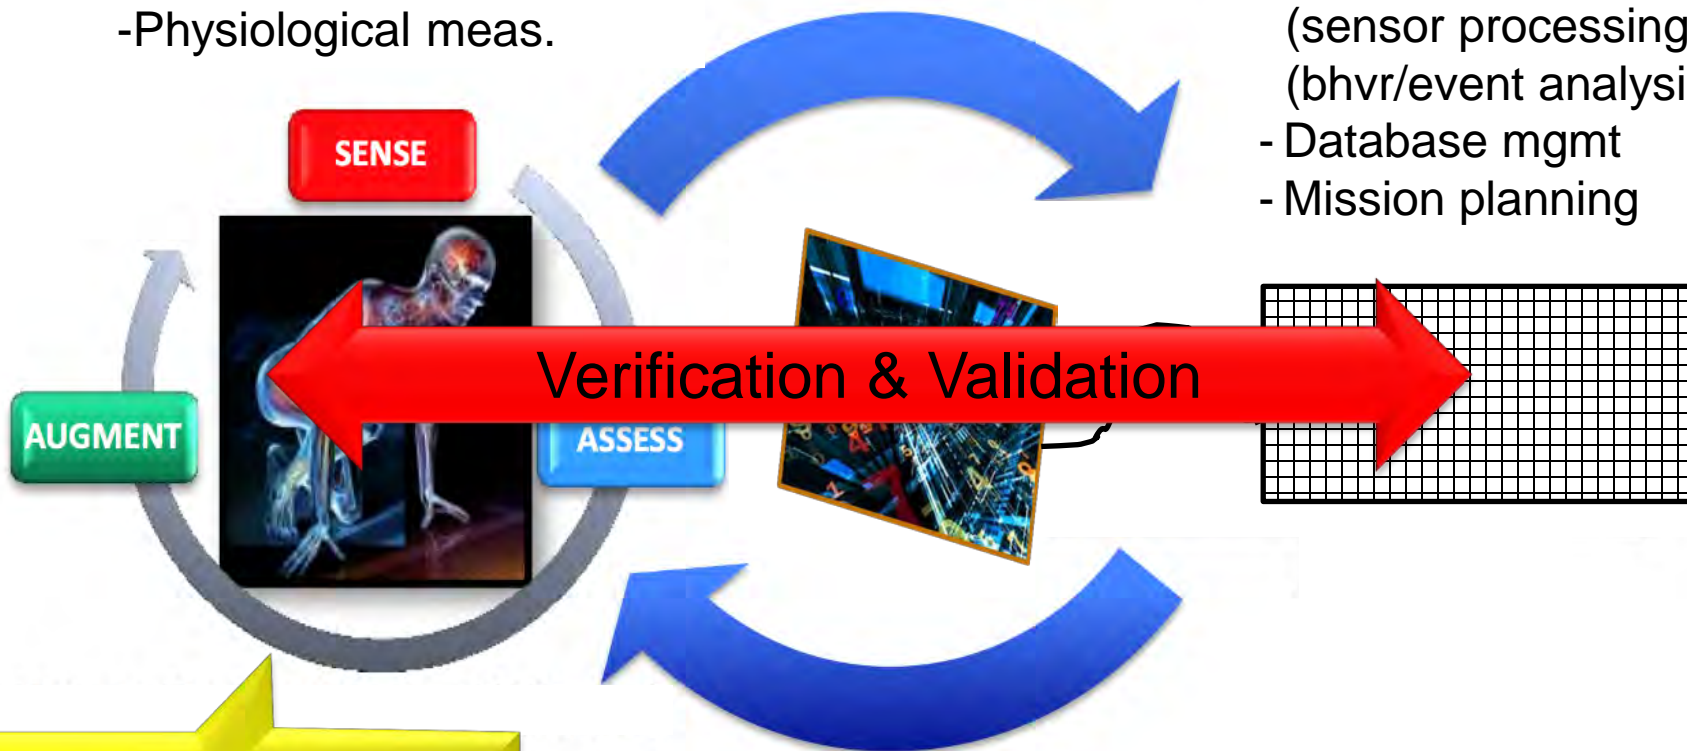 -Physiological meas.
(sensor processing
(bhvr/event analysi
- Database mgmt
- Mission planning
SENSE
Verification & Validation
AUGMENT
ASSESS